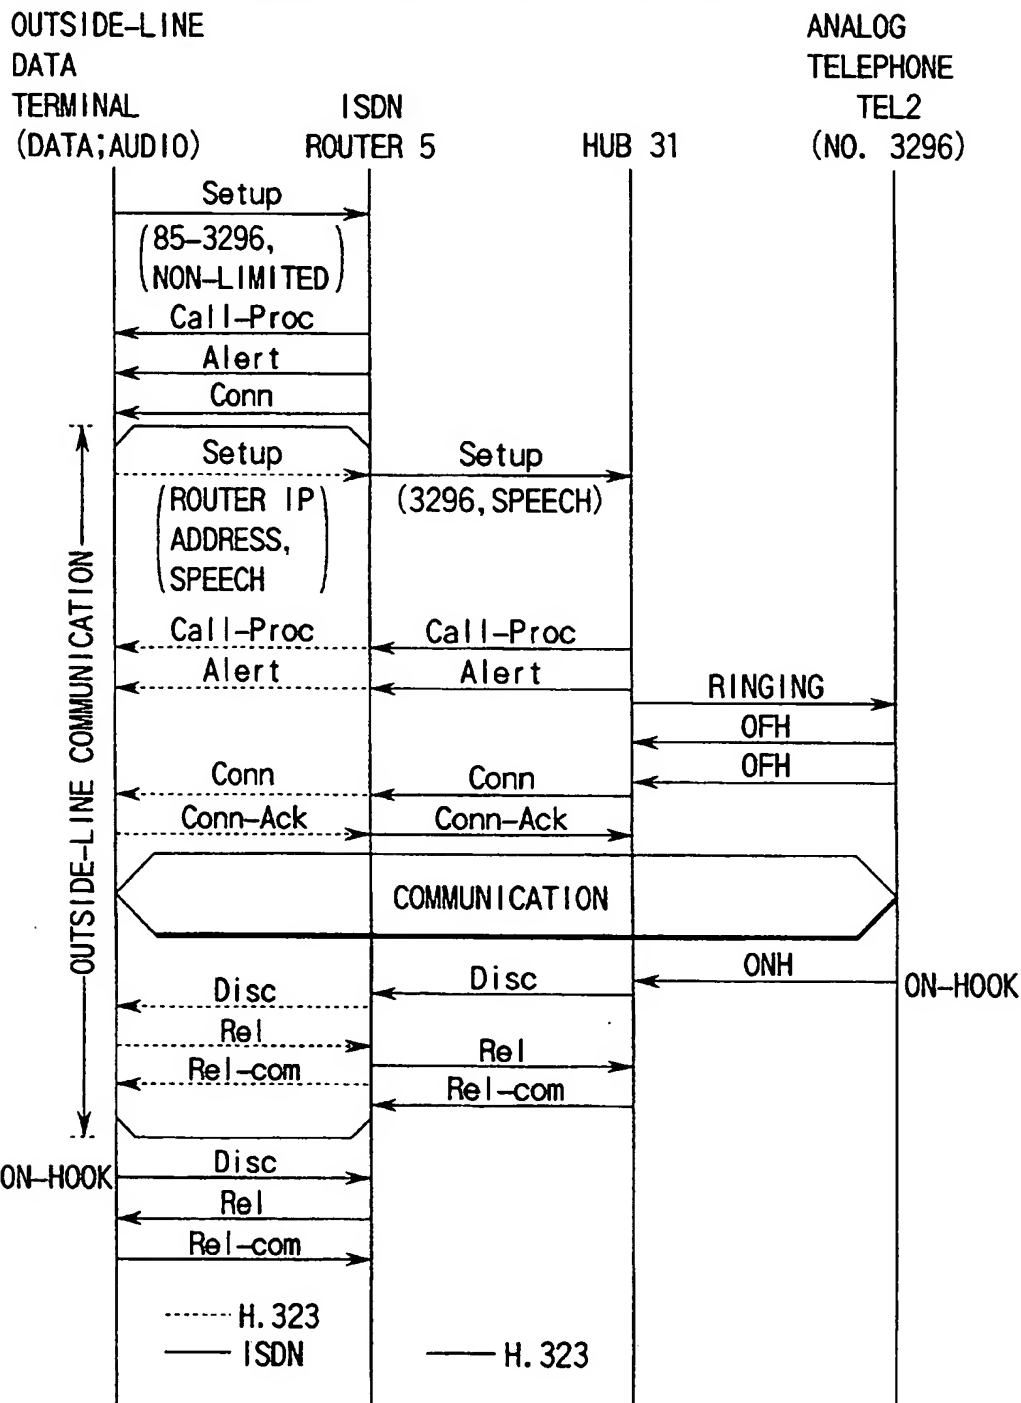 OUTSIDE-LINE
DATA
TERMINAL
(DATA;AUDIO)
ISDN
ROUTER 5
HUB 31
ANALOG
TELEPHONE
TEL2
(NO. 3296)
Setup
(85-3296,
NON-LIMITED)
Call-Proc
Alert
Conn
Setup
Setup
(ROUTER IP
ADDRESS,
SPEECH)
(3296,SPEECH)
OUTSIDE-LINE COMMUNICATION
Call-Proc
Call-Proc
Alert
Alert
RINGING
OFH
OFH
Conn
Conn
Conn-Ack
Conn-Ack
COMMUNICATION
ONH
ON-HOOK
Disc
Disc
Rel
Rel
Rel-com
Rel-com
ON-HOOK
Disc
Rel
Rel-com
H.323
ISDN
H.323